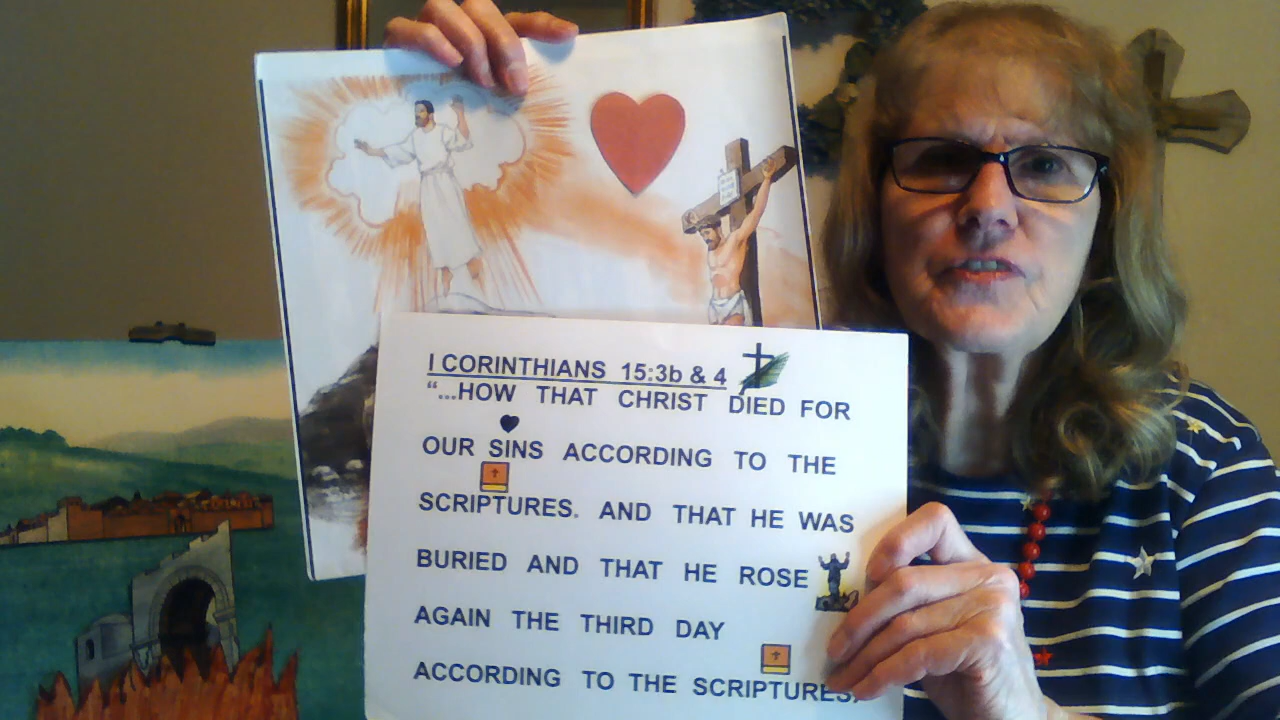 I CORINTHIANS 15:3b & 4
“...HOW THAT CHRIST DIED FOR
OUR SINS ACCORDING TO THE
SCRIPTURES. AND THAT HE WAS
BURIED AND THAT HE ROSE
AGAIN THE THIRD DAY
ACCORDING TO THE SCRIPTURES.